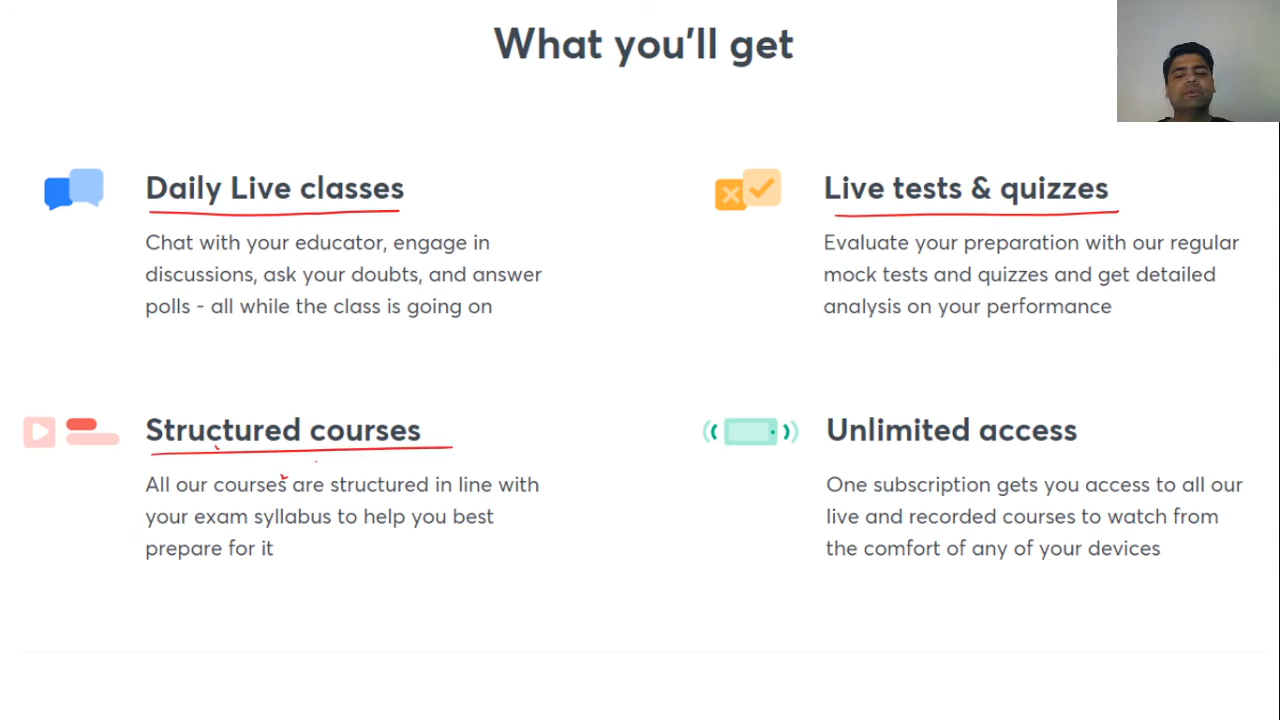 What you'll get
Daily Live classes
Chat with your educator, engage in
discussions, ask your doubts, and answer
polls - all while the class is going on
Live tests & quizzes
Evaluate your preparation with our regular
mock tests and quizzes and get detailed
analysis on your performance
Structured courses
All our courses are structured in line with
your exam syllabus to help you best
prepare for it
Unlimited access
One subscription gets you access to all our
live and recorded courses to watch from
the comfort of any of your devices